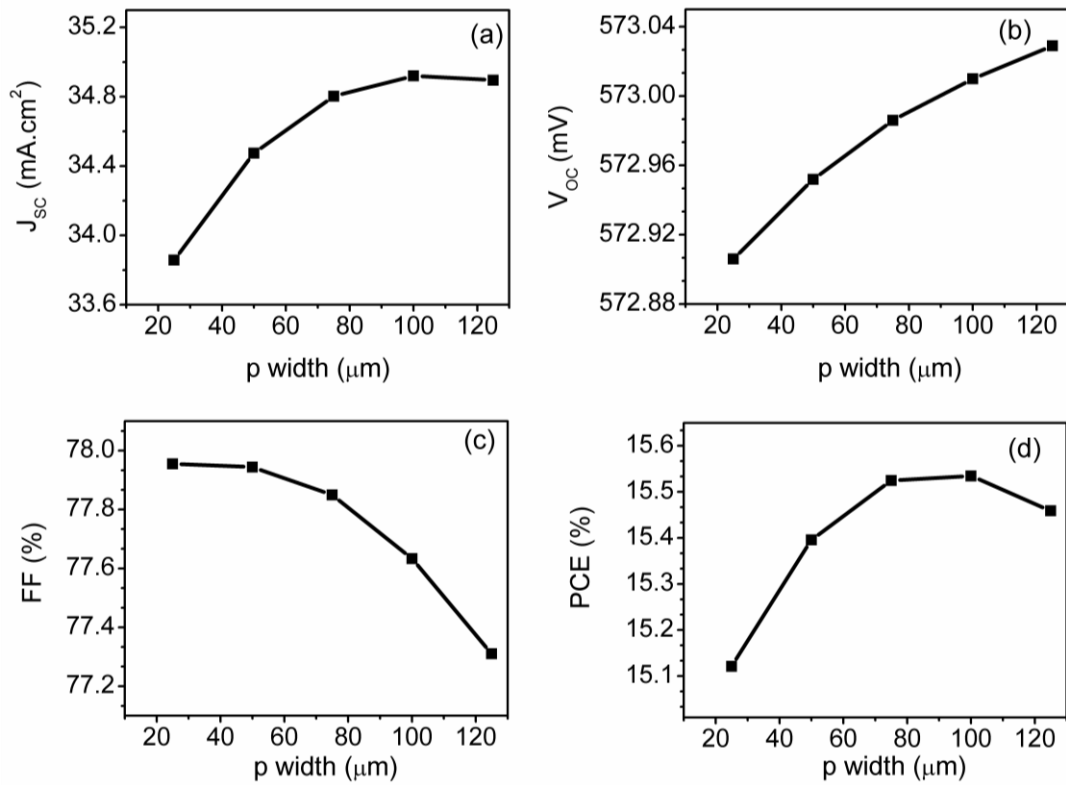 (a)
35.2
34.8
34.4
34.0
33.6
J_SC (mA.cm²)
20 40 60 80 100 120
p width (μm)
(b)
573.04
573.00
572.96
572.92
572.88
V_OC (mV)
20 40 60 80 100 120
p width (μm)
(c)
78.0
77.8
77.6
77.4
77.2
FF (%)
20 40 60 80 100 120
p width (μm)
(d)
15.6
15.5
15.4
15.3
15.2
15.1
PCE (%)
20 40 60 80 100 120
p width (μm)